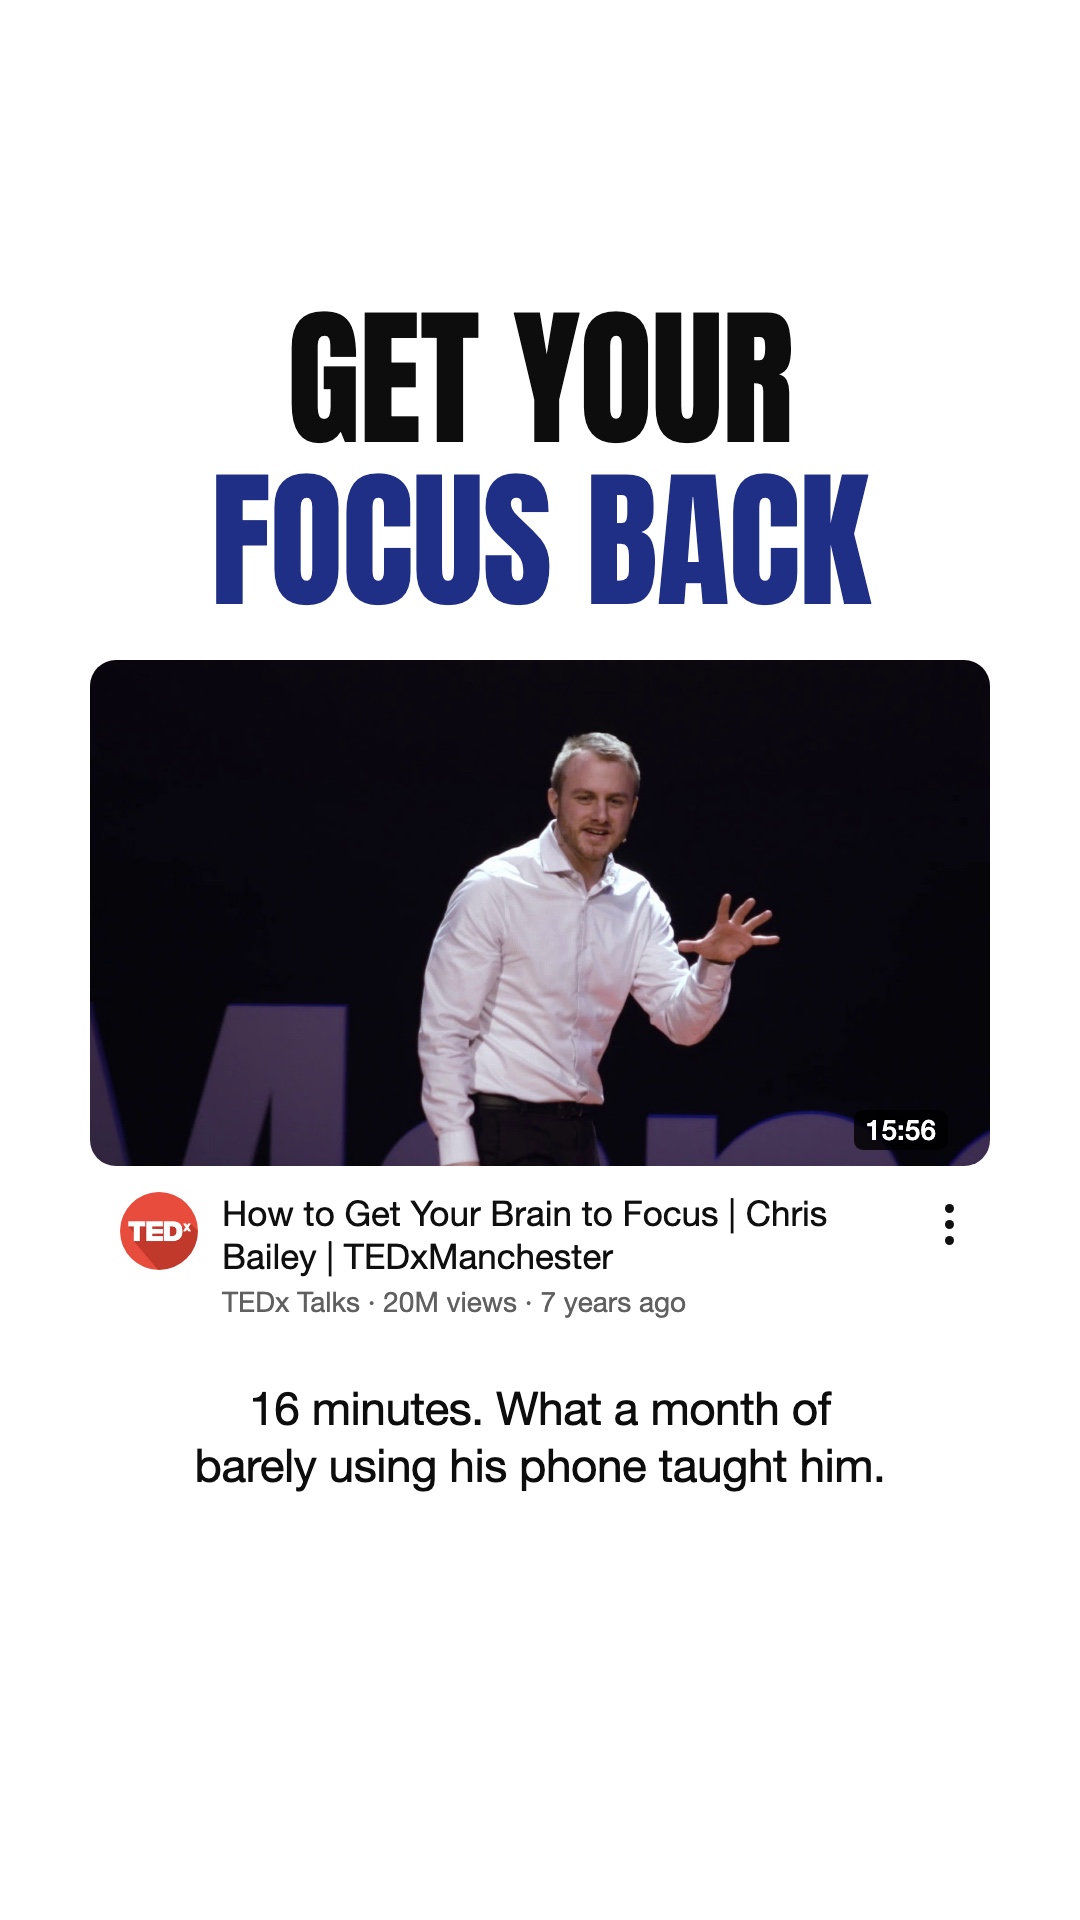 GET YOUR
FOCUS BACK
15:56
TEDx
How to Get Your Brain to Focus | Chris
Bailey | TEDxManchester
TEDx Talks · 20M views · 7 years ago
16 minutes. What a month of
barely using his phone taught him.